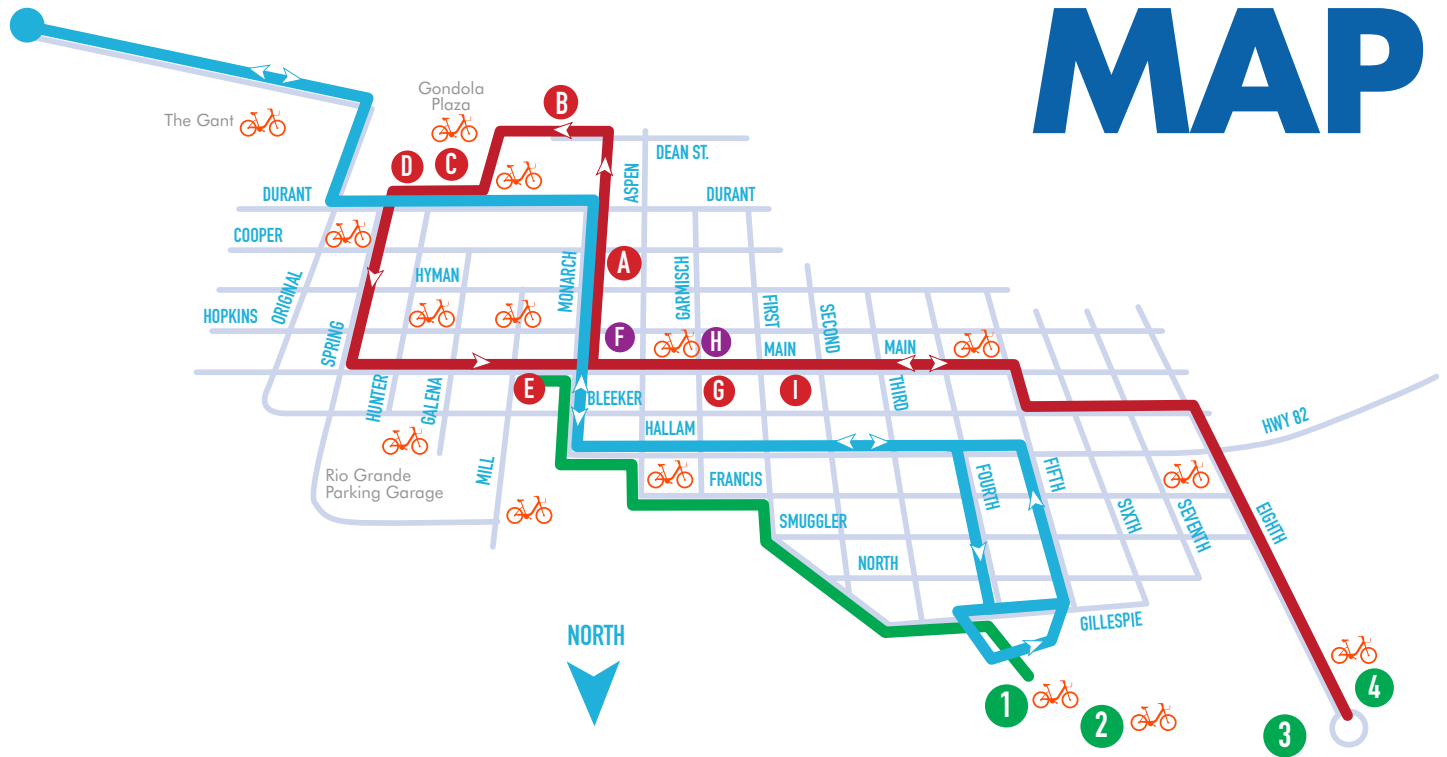 MAP
Gondola
Plaza
The Gant
B
D
C
DEAN ST.
ASPEN
DURANT
DURANT
COOPER
A
HYMAN
MONARCH
GARMISCH
ORIGINAL
HOPKINS
SPRING
FIRST
SECOND
F
H
MAIN
MAIN
E
G
I
HUNTER
GALENA
BLEEKER
THIRD
HALLAM
HWY 82
MILL
Rio Grande
Parking Garage
FRANCIS
FOURTH
FIFTH
SIXTH
SEVENTH
EIGHTH
SMUGGLER
NORTH
GILLESPIE
NORTH
1
2
3
4